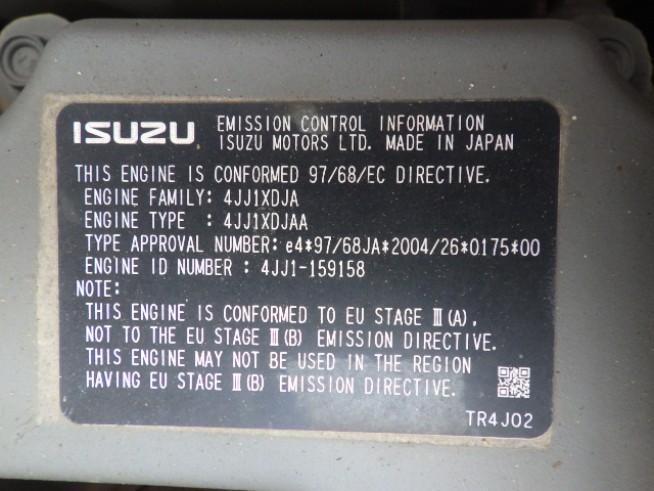 ISUZU EMISSION CONTROL INFORMATION
ISUZU MOTORS LTD. MADE IN JAPAN
THIS ENGINE IS CONFORMED 97/68/EC DIRECTIVE.
ENGINE FAMILY: 4JJ1XDJA
ENGINE TYPE : 4JJ1XDJAA
TYPE APPROVAL NUMBER: e4*97/68JA*2004/26*0175*00
ENGINE ID NUMBER : 4JJ1-159158
NOTE:
THIS ENGINE IS CONFORMED TO EU STAGE Ⅲ(A),
NOT TO THE EU STAGE Ⅲ(B) EMISSION DIRECTIVE.
THIS ENGINE MAY NOT BE USED IN THE REGION
HAVING EU STAGE Ⅲ(B) EMISSION DIRECTIVE.
TR4J02